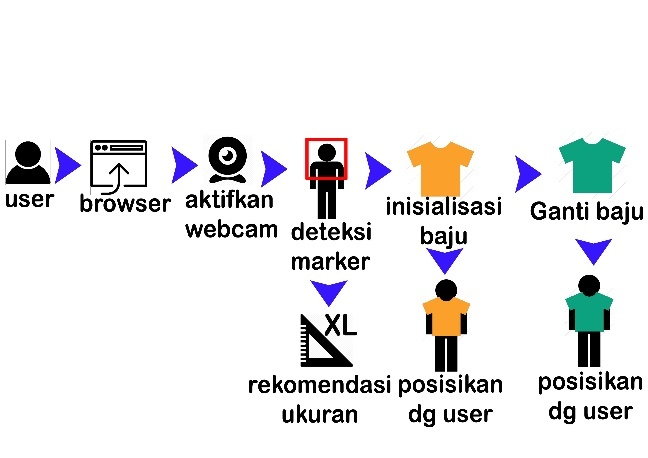 user
browser
aktifkan
webcam
deteksi
marker
inisialisasi
baju
Ganti baju
XL
rekomendasi
ukuran
posisikan
dg user
posisikan
dg user